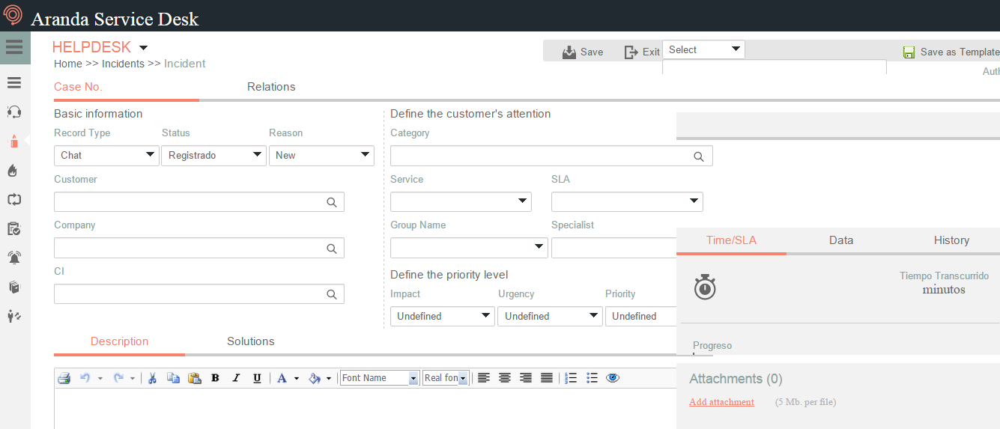 Aranda Service Desk
HELPDESK
Home >> Incidents >> Incident
Save Exit Select Save as Template
Auth
Case No. Relations
Basic information
Record Type Status Reason
Chat Registrado New
Customer
Company
CI
Define the customer's attention
Category
Service SLA
Group Name Specialist
Define the priority level
Impact Urgency Priority
Undefined Undefined Undefined
Time/SLA Data History
Tiempo Transcurrido
minutos
Progreso
Description Solutions
B I U A Font Name Real fon
Attachments (0)
Add attachment (5 Mb. per file)